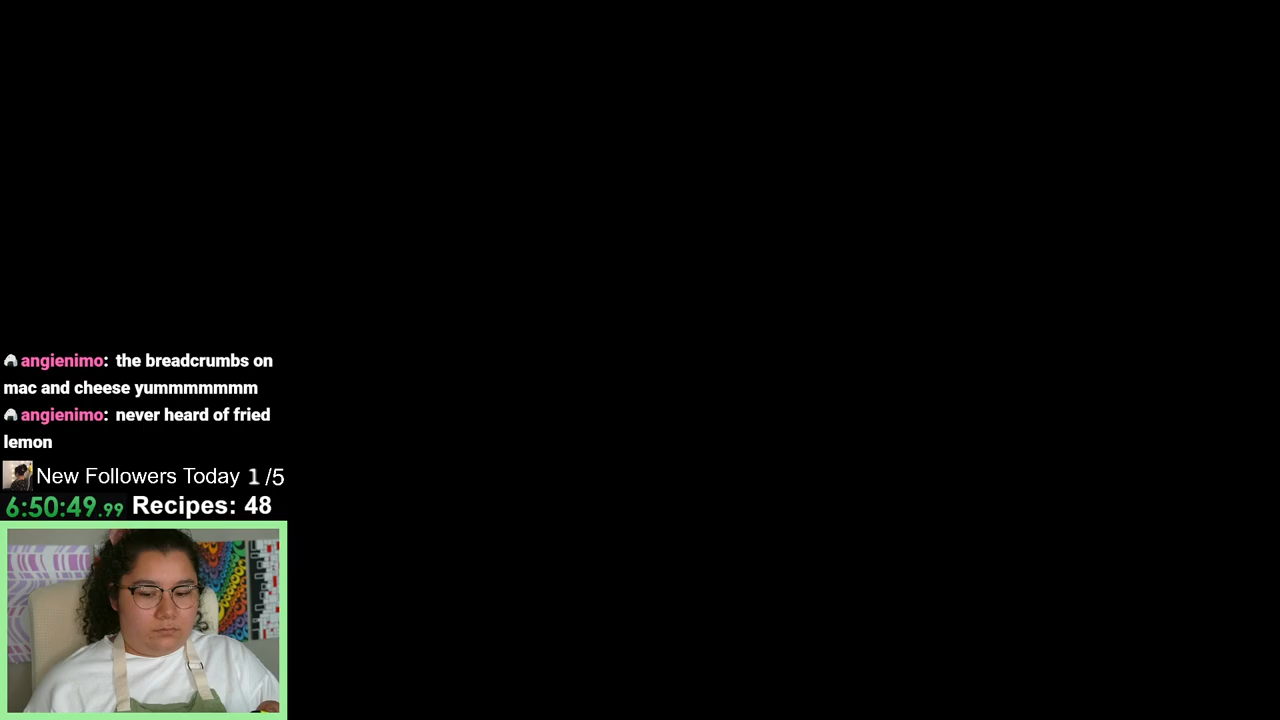 angienimo: the breadcrumbs on
mac and cheese yummmmmmm
angienimo: never heard of fried
lemon
New Followers Today 1 /5
6:50:49.99 Recipes: 48